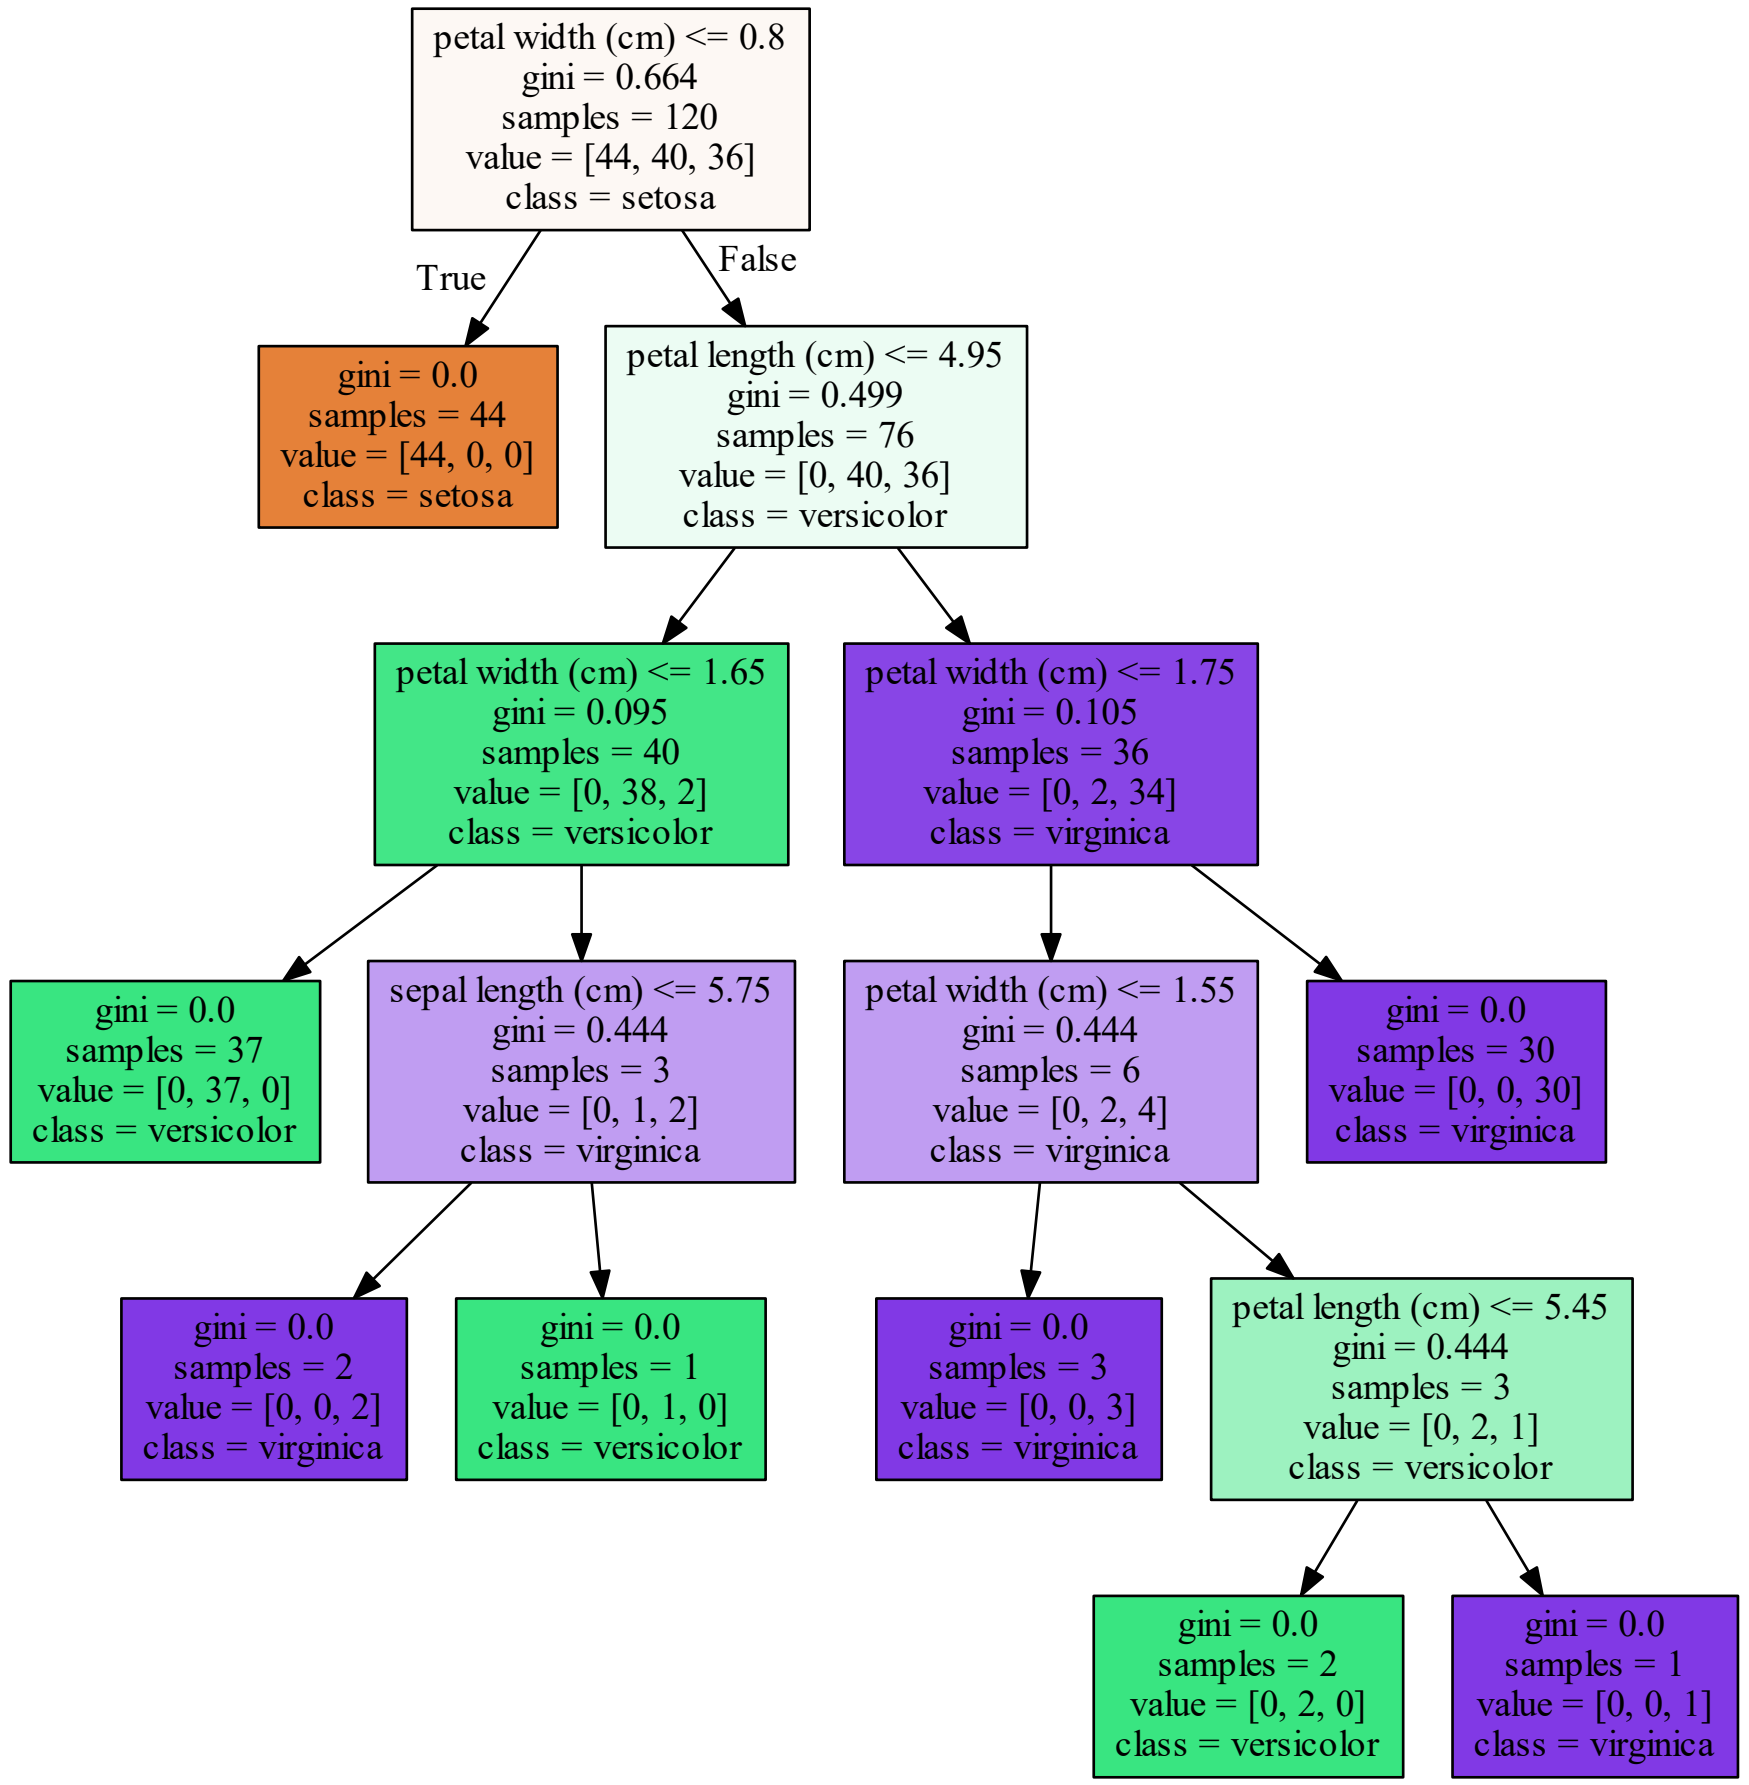 petal width (cm) <= 0.8
gini = 0.664
samples = 120
value = [44, 40, 36]
class = setosa
True
False
gini = 0.0
samples = 44
value = [44, 0, 0]
class = setosa
petal length (cm) <= 4.95
gini = 0.499
samples = 76
value = [0, 40, 36]
class = versicolor
petal width (cm) <= 1.65
gini = 0.095
samples = 40
value = [0, 38, 2]
class = versicolor
petal width (cm) <= 1.75
gini = 0.105
samples = 36
value = [0, 2, 34]
class = virginica
gini = 0.0
samples = 37
value = [0, 37, 0]
class = versicolor
sepal length (cm) <= 5.75
gini = 0.444
samples = 3
value = [0, 1, 2]
class = virginica
petal width (cm) <= 1.55
gini = 0.444
samples = 6
value = [0, 2, 4]
class = virginica
gini = 0.0
samples = 30
value = [0, 0, 30]
class = virginica
gini = 0.0
samples = 2
value = [0, 0, 2]
class = virginica
gini = 0.0
samples = 1
value = [0, 1, 0]
class = versicolor
gini = 0.0
samples = 3
value = [0, 0, 3]
class = virginica
petal length (cm) <= 5.45
gini = 0.444
samples = 3
value = [0, 2, 1]
class = versicolor
gini = 0.0
samples = 2
value = [0, 2, 0]
class = versicolor
gini = 0.0
samples = 1
value = [0, 0, 1]
class = virginica